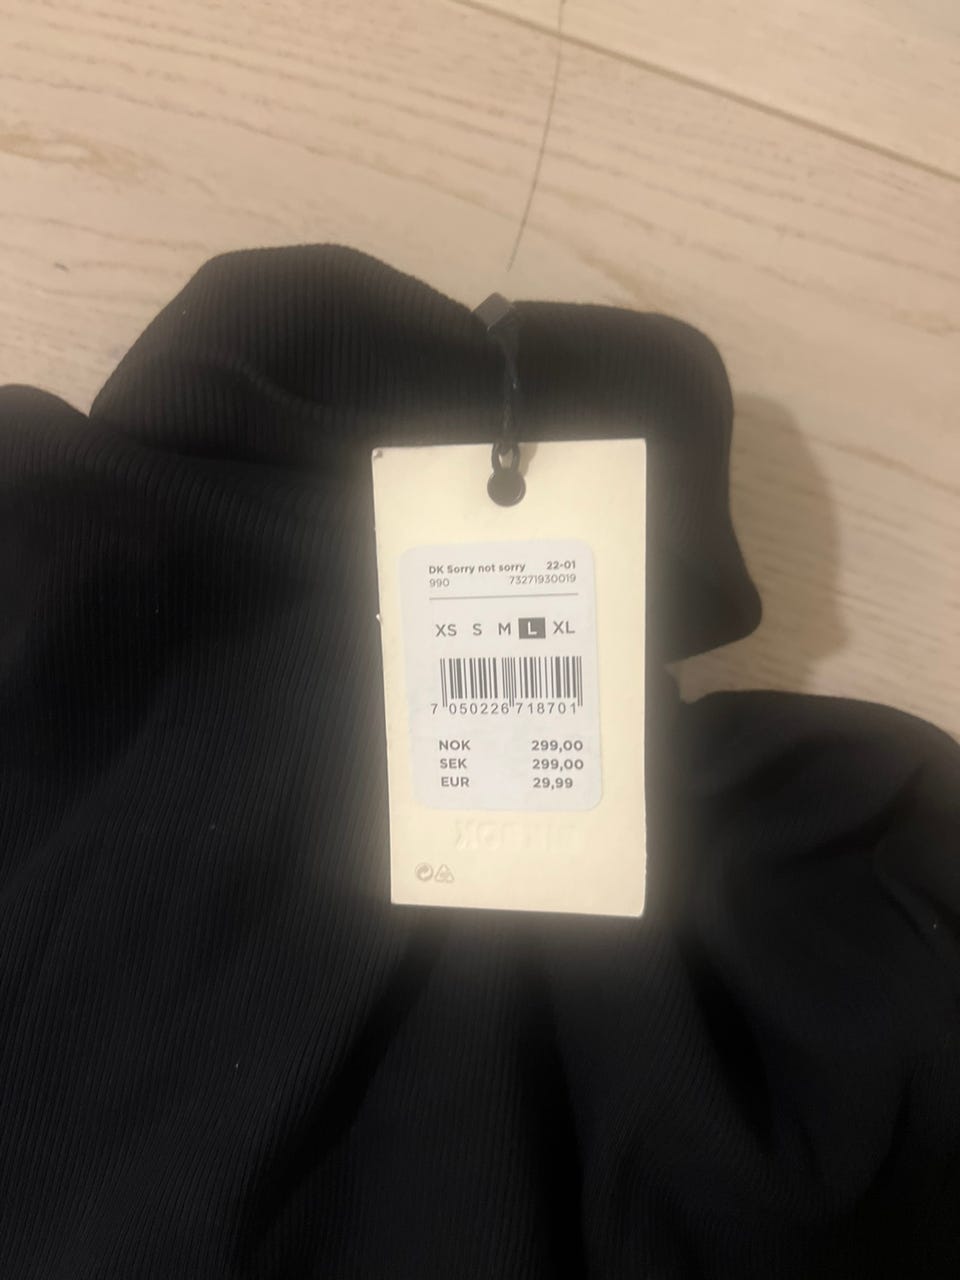 DK Sorry not sorry 22-01
990 73271930019
XS S M L XL
7 050226 718701
NOK 299,00
SEK 299,00
EUR 29,99